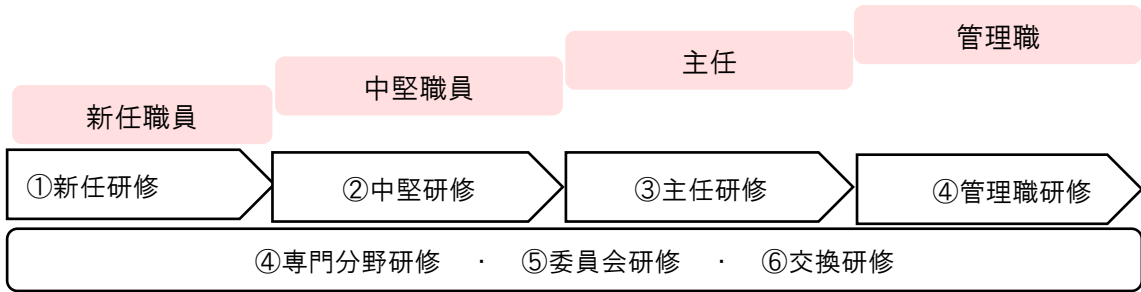 新任職員
中堅職員
主任
管理職
①新任研修
②中堅研修
③主任研修
④管理職研修
④専門分野研修 ・ ⑤委員会研修 ・ ⑥交換研修